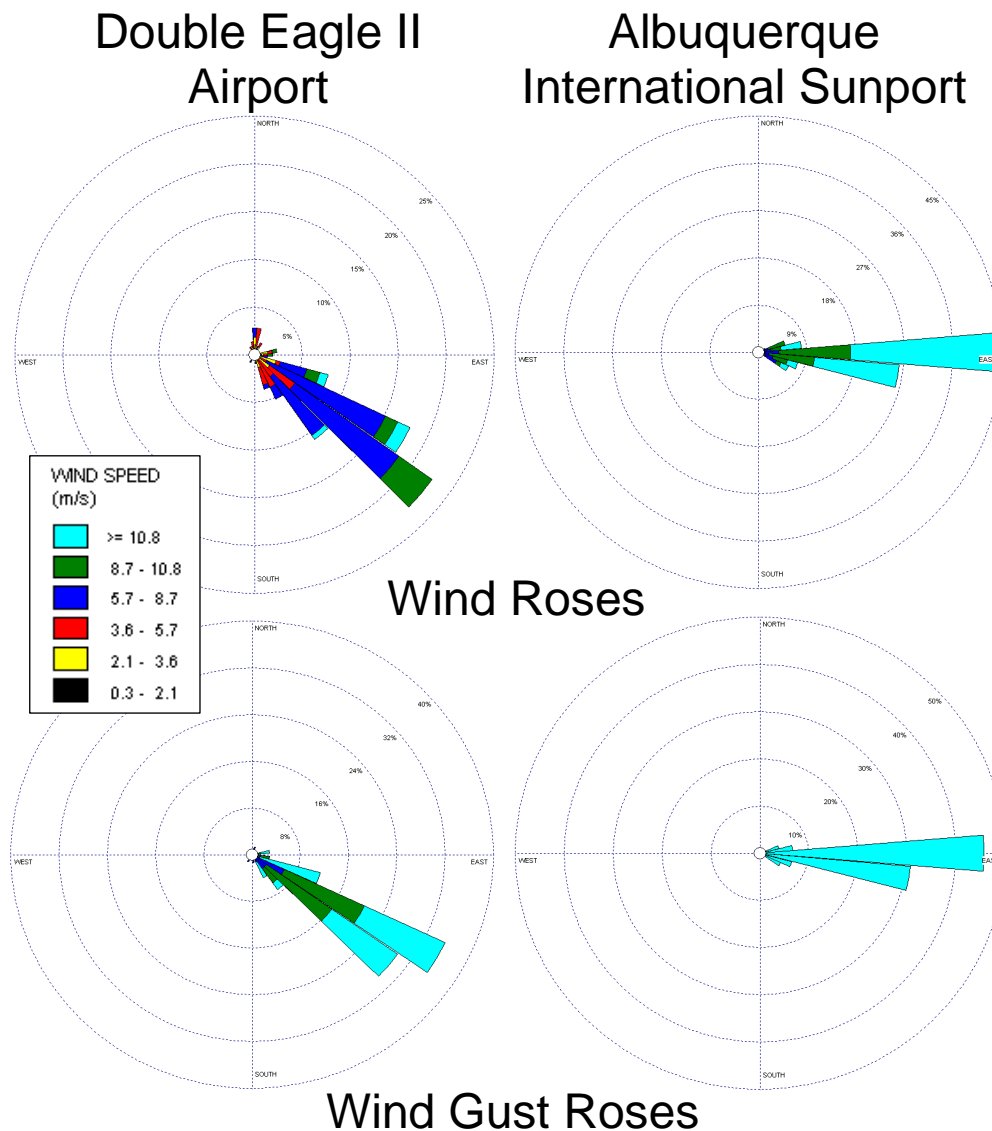 Double Eagle II
Airport
Albuquerque
International Sunport
NORTH
25%
20%
15%
10%
5%
WEST
EAST
SOUTH
NORTH
45%
36%
27%
18%
9%
WEST
EAS
SOUTH
WIND SPEED
(m/s)
>= 10.8
8.7 - 10.8
5.7 - 8.7
3.6 - 5.7
2.1 - 3.6
0.3 - 2.1
Wind Roses
NORTH
40%
32%
24%
16%
8%
WEST
EAST
SOUTH
NORTH
50%
40%
30%
20%
10%
WEST
EAS
SOUTH
Wind Gust Roses